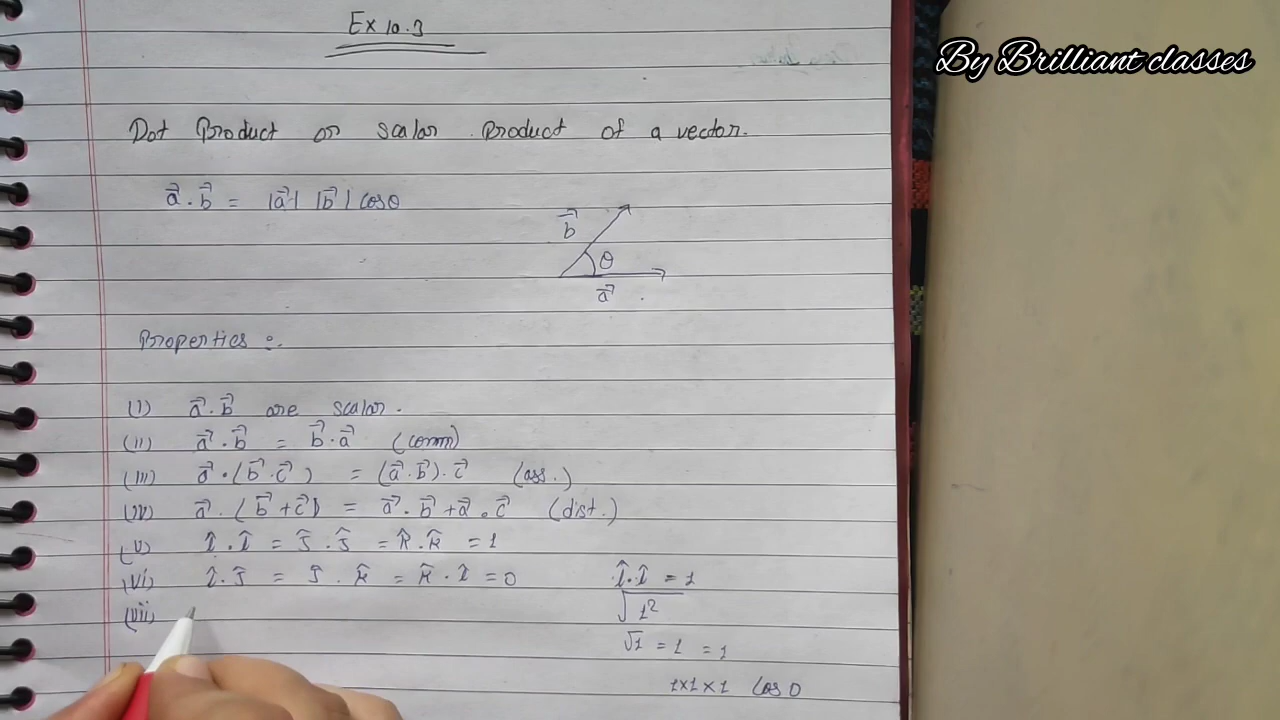 Ex 10.3
By Brilliant classes
Dot Product or scalar Product of a vector.
a⃗ . b⃗ = |a⃗| |b⃗| cosθ
b⃗
θ
a⃗
Properties :.
(i) a⃗ . b⃗ are scalar.
(ii) a⃗ . b⃗ = b⃗ . a⃗ (comm)
(iii) a⃗ . (b⃗ . c⃗) = (a⃗ . b⃗) . c⃗ (ass.)
(iv) a⃗ . (b⃗ + c⃗) = a⃗ . b⃗ + a⃗ . c⃗ (dist.)
(v) î . î = ĵ . ĵ = k̂ . k̂ = 1
(vi) î . ĵ = ĵ . k̂ = k̂ . î = 0
î . î = 1
(vii)
√1²
√1 = 1 = 1
1×1×1 Cos 0